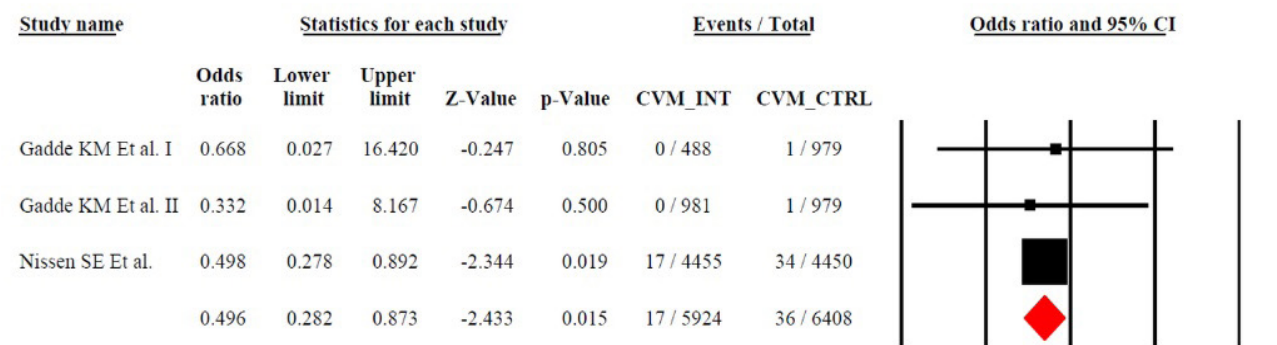 Study name Statistics for each study Events / Total Odds ratio and 95% CI
Odds ratio Lower limit Upper limit Z-Value p-Value CVM_INT CVM_CTRL
Gadde KM Et al. I 0.668 0.027 16.420 -0.247 0.805 0 / 488 1 / 979
Gadde KM Et al. II 0.332 0.014 8.167 -0.674 0.500 0 / 981 1 / 979
Nissen SE Et al. 0.498 0.278 0.892 -2.344 0.019 17 / 4455 34 / 4450
0.496 0.282 0.873 -2.433 0.015 17 / 5924 36 / 6408